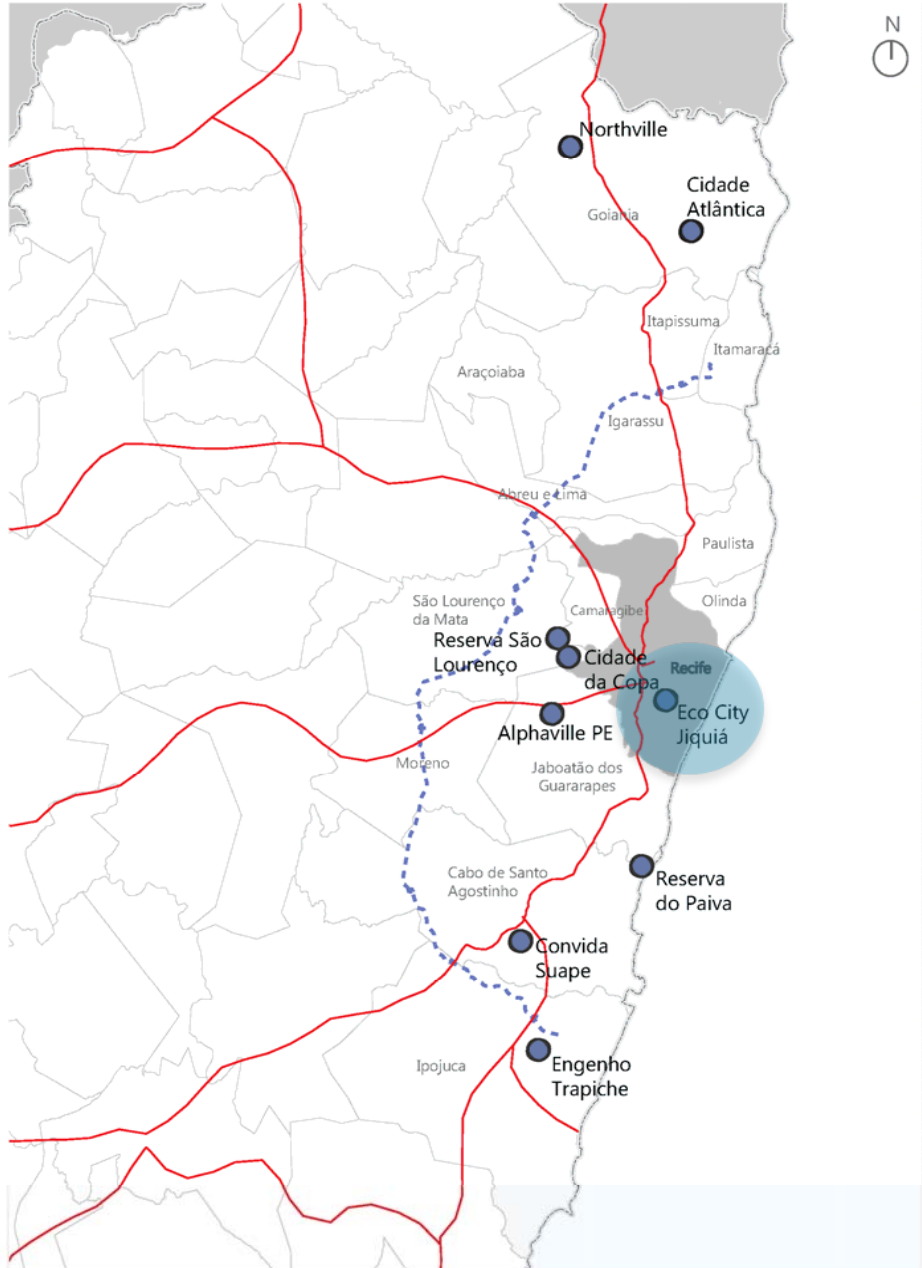 N
Northville
Cidade
Atlântica
Goiania
Itapissuma
Itamaracá
Araçoiaba
Igarassu
Abreu e Lima
Paulista
São Lourenço
da Mata
Camaragibe
Olinda
Reserva São
Lourenço
Cidade
da Copa
Recife
Eco City
Jiquiá
Alphaville PE
Moreno
Jaboatão dos
Guararapes
Cabo de Santo
Agostinho
Reserva
do Paiva
Convida
Suape
Ipojuca
Engenho
Trapiche